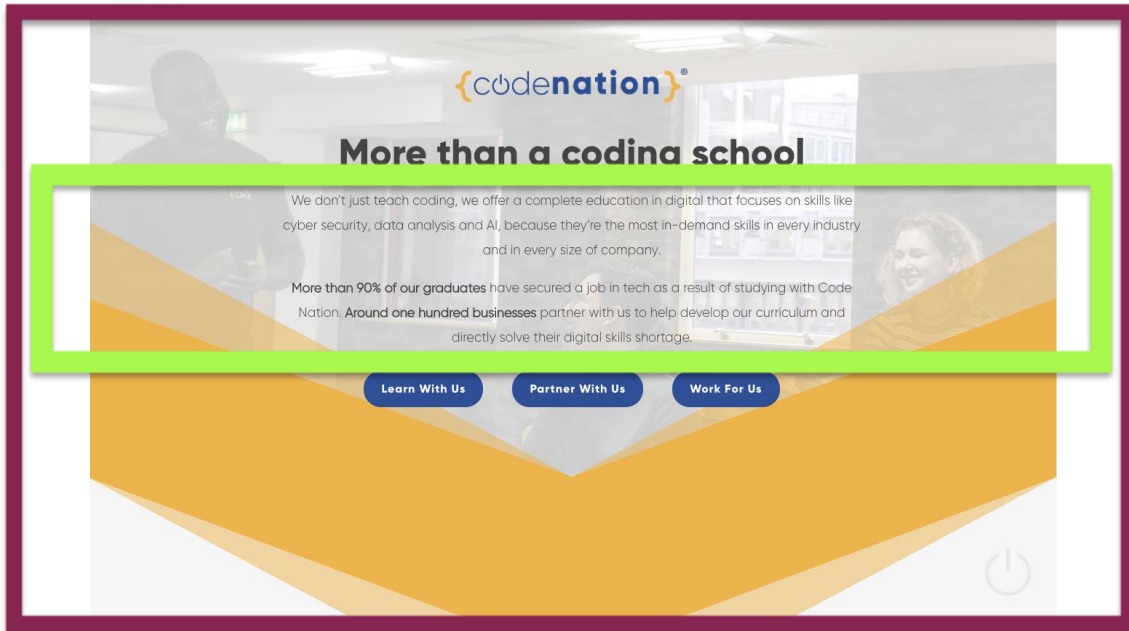 {codenation}®
More than a coding school
{cn}
We don't just teach coding, we offer a complete education in digital that focuses on skills like
cyber security, data analysis and AI, because they're the most in-demand skills in every industry
and in every size of company.
More than 90% of our graduates have secured a job in tech as a result of studying with Code
Nation. Around one hundred businesses partner with us to help develop our curriculum and
directly solve their digital skills shortage.
Learn With Us
Partner With Us
Work For Us